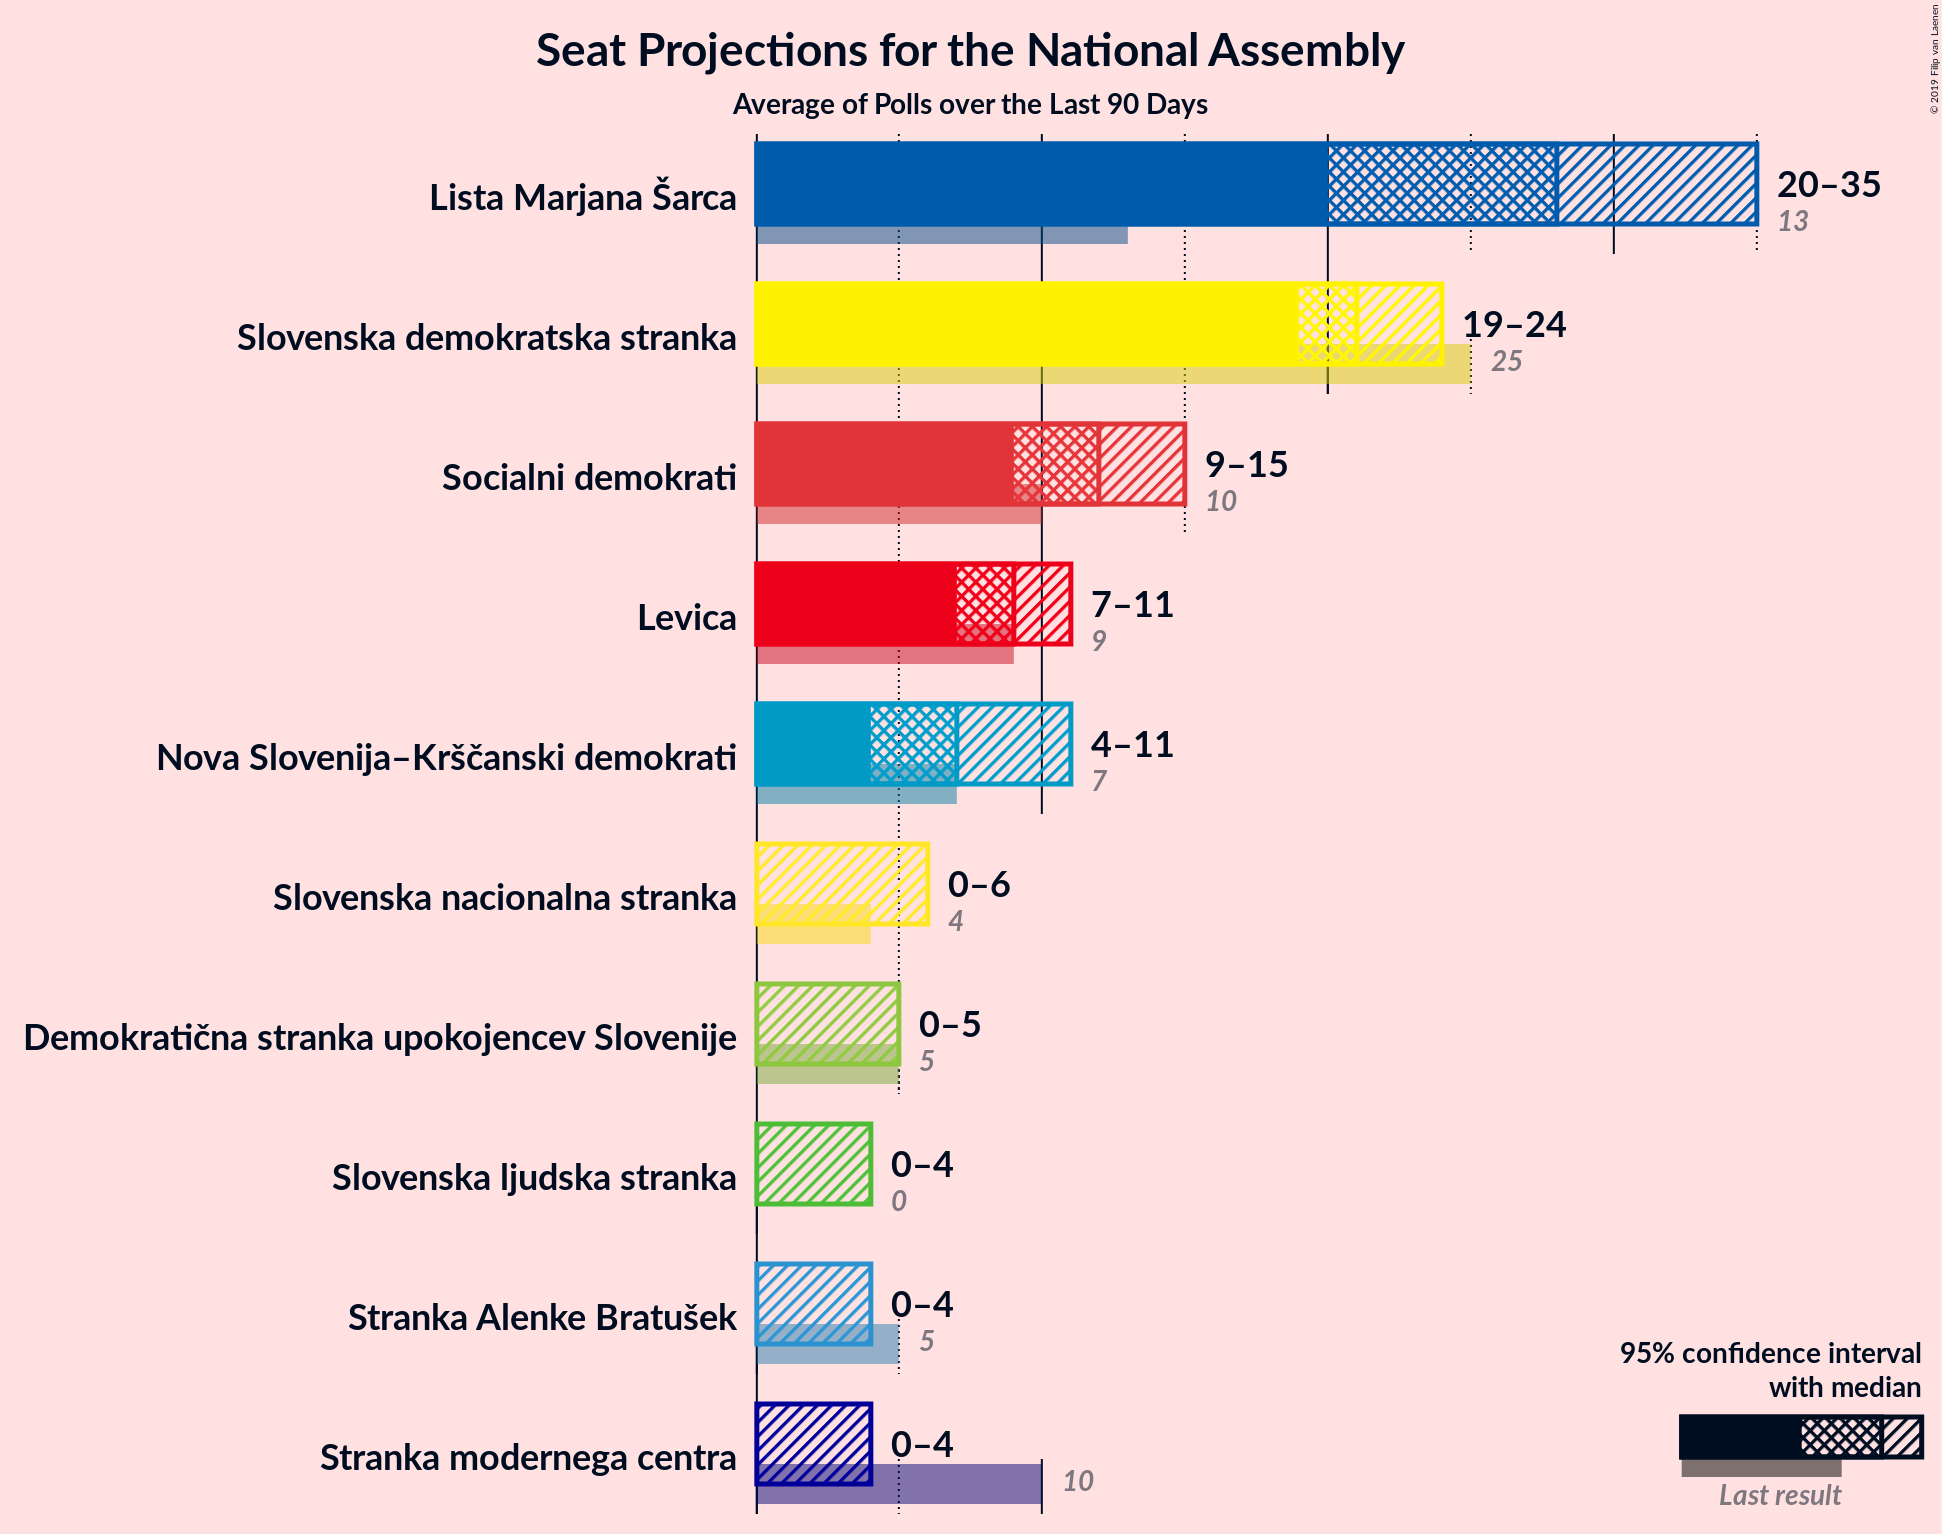 Seat Projections for the National Assembly
Average of Polls over the Last 90 Days
© 2019 Filip van Laenen
Lista Marjana Šarca
20–35
13
Slovenska demokratska stranka
19–24
25
Socialni demokrati
9–15
10
Levica
7–11
9
Nova Slovenija–Krščanski demokrati
4–11
7
Slovenska nacionalna stranka
0–6
4
Demokratična stranka upokojencev Slovenije
0–5
5
Slovenska ljudska stranka
0–4
0
Stranka Alenke Bratušek
0–4
5
Stranka modernega centra
0–4
10
95% confidence interval
with median
Last result